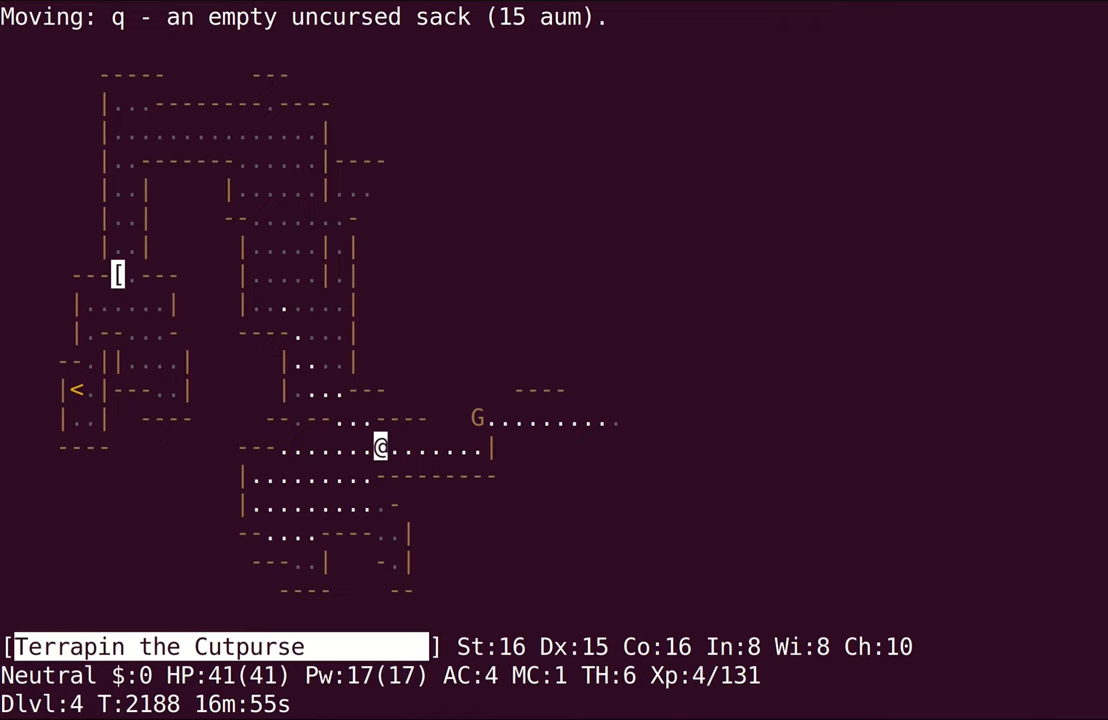 Moving: q - an empty uncursed sack (15 aum).
          -----      ---
       |...--------.----
       |..............|
       |..-------......|----
       |..|     |......|...
       |..|     --.......-
       |..|      |.....|.|
     ---[.---    |.....|.|
     |......|    |.......|
     |.--...-    ----....|
    --.||....|      |....|
    |<.|---..|      |....---         ----
    |..|  ----     --.--...----   G..........
    ----         ---.......@.......|
                 |.........---------
                 |..........-
                 --....----..|
                  ---..|   -.|
                    ----    --
[Terrapin the Cutpurse         ] St:16 Dx:15 Co:16 In:8 Wi:8 Ch:10
Neutral $:0 HP:41(41) Pw:17(17) AC:4 MC:1 TH:6 Xp:4/131
Dlvl:4 T:2188 16m:55s